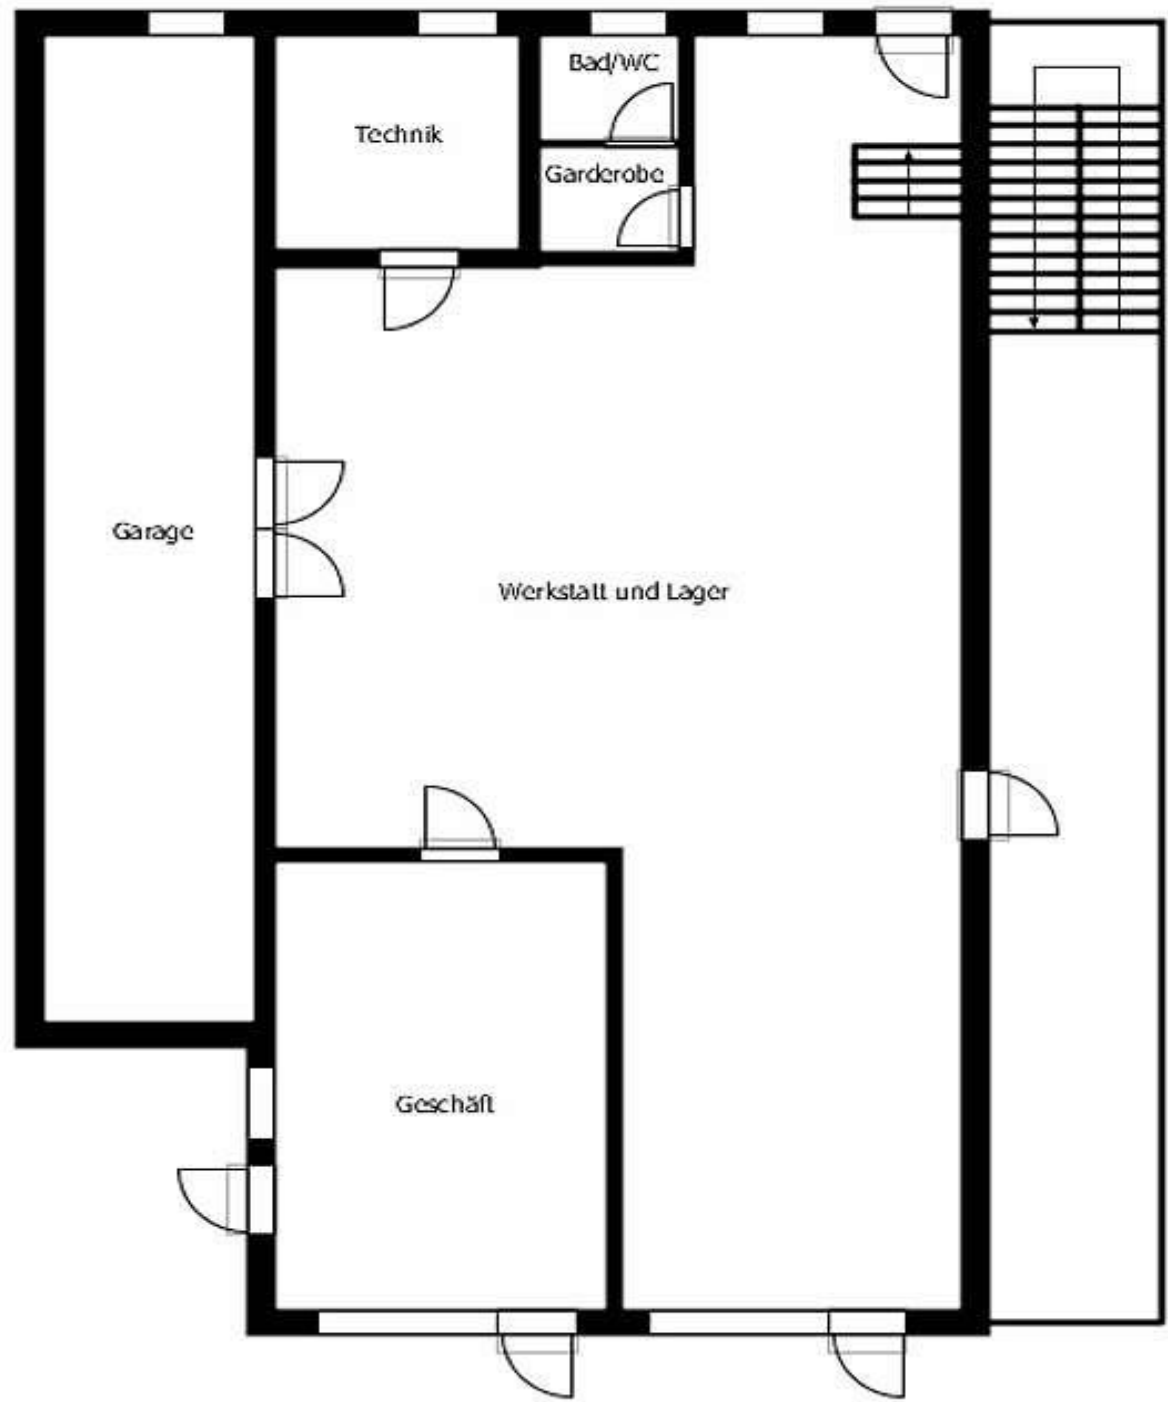 Bad/WC
Technik
Garderobe
Garage
Werkstatt und Lager
Geschäft